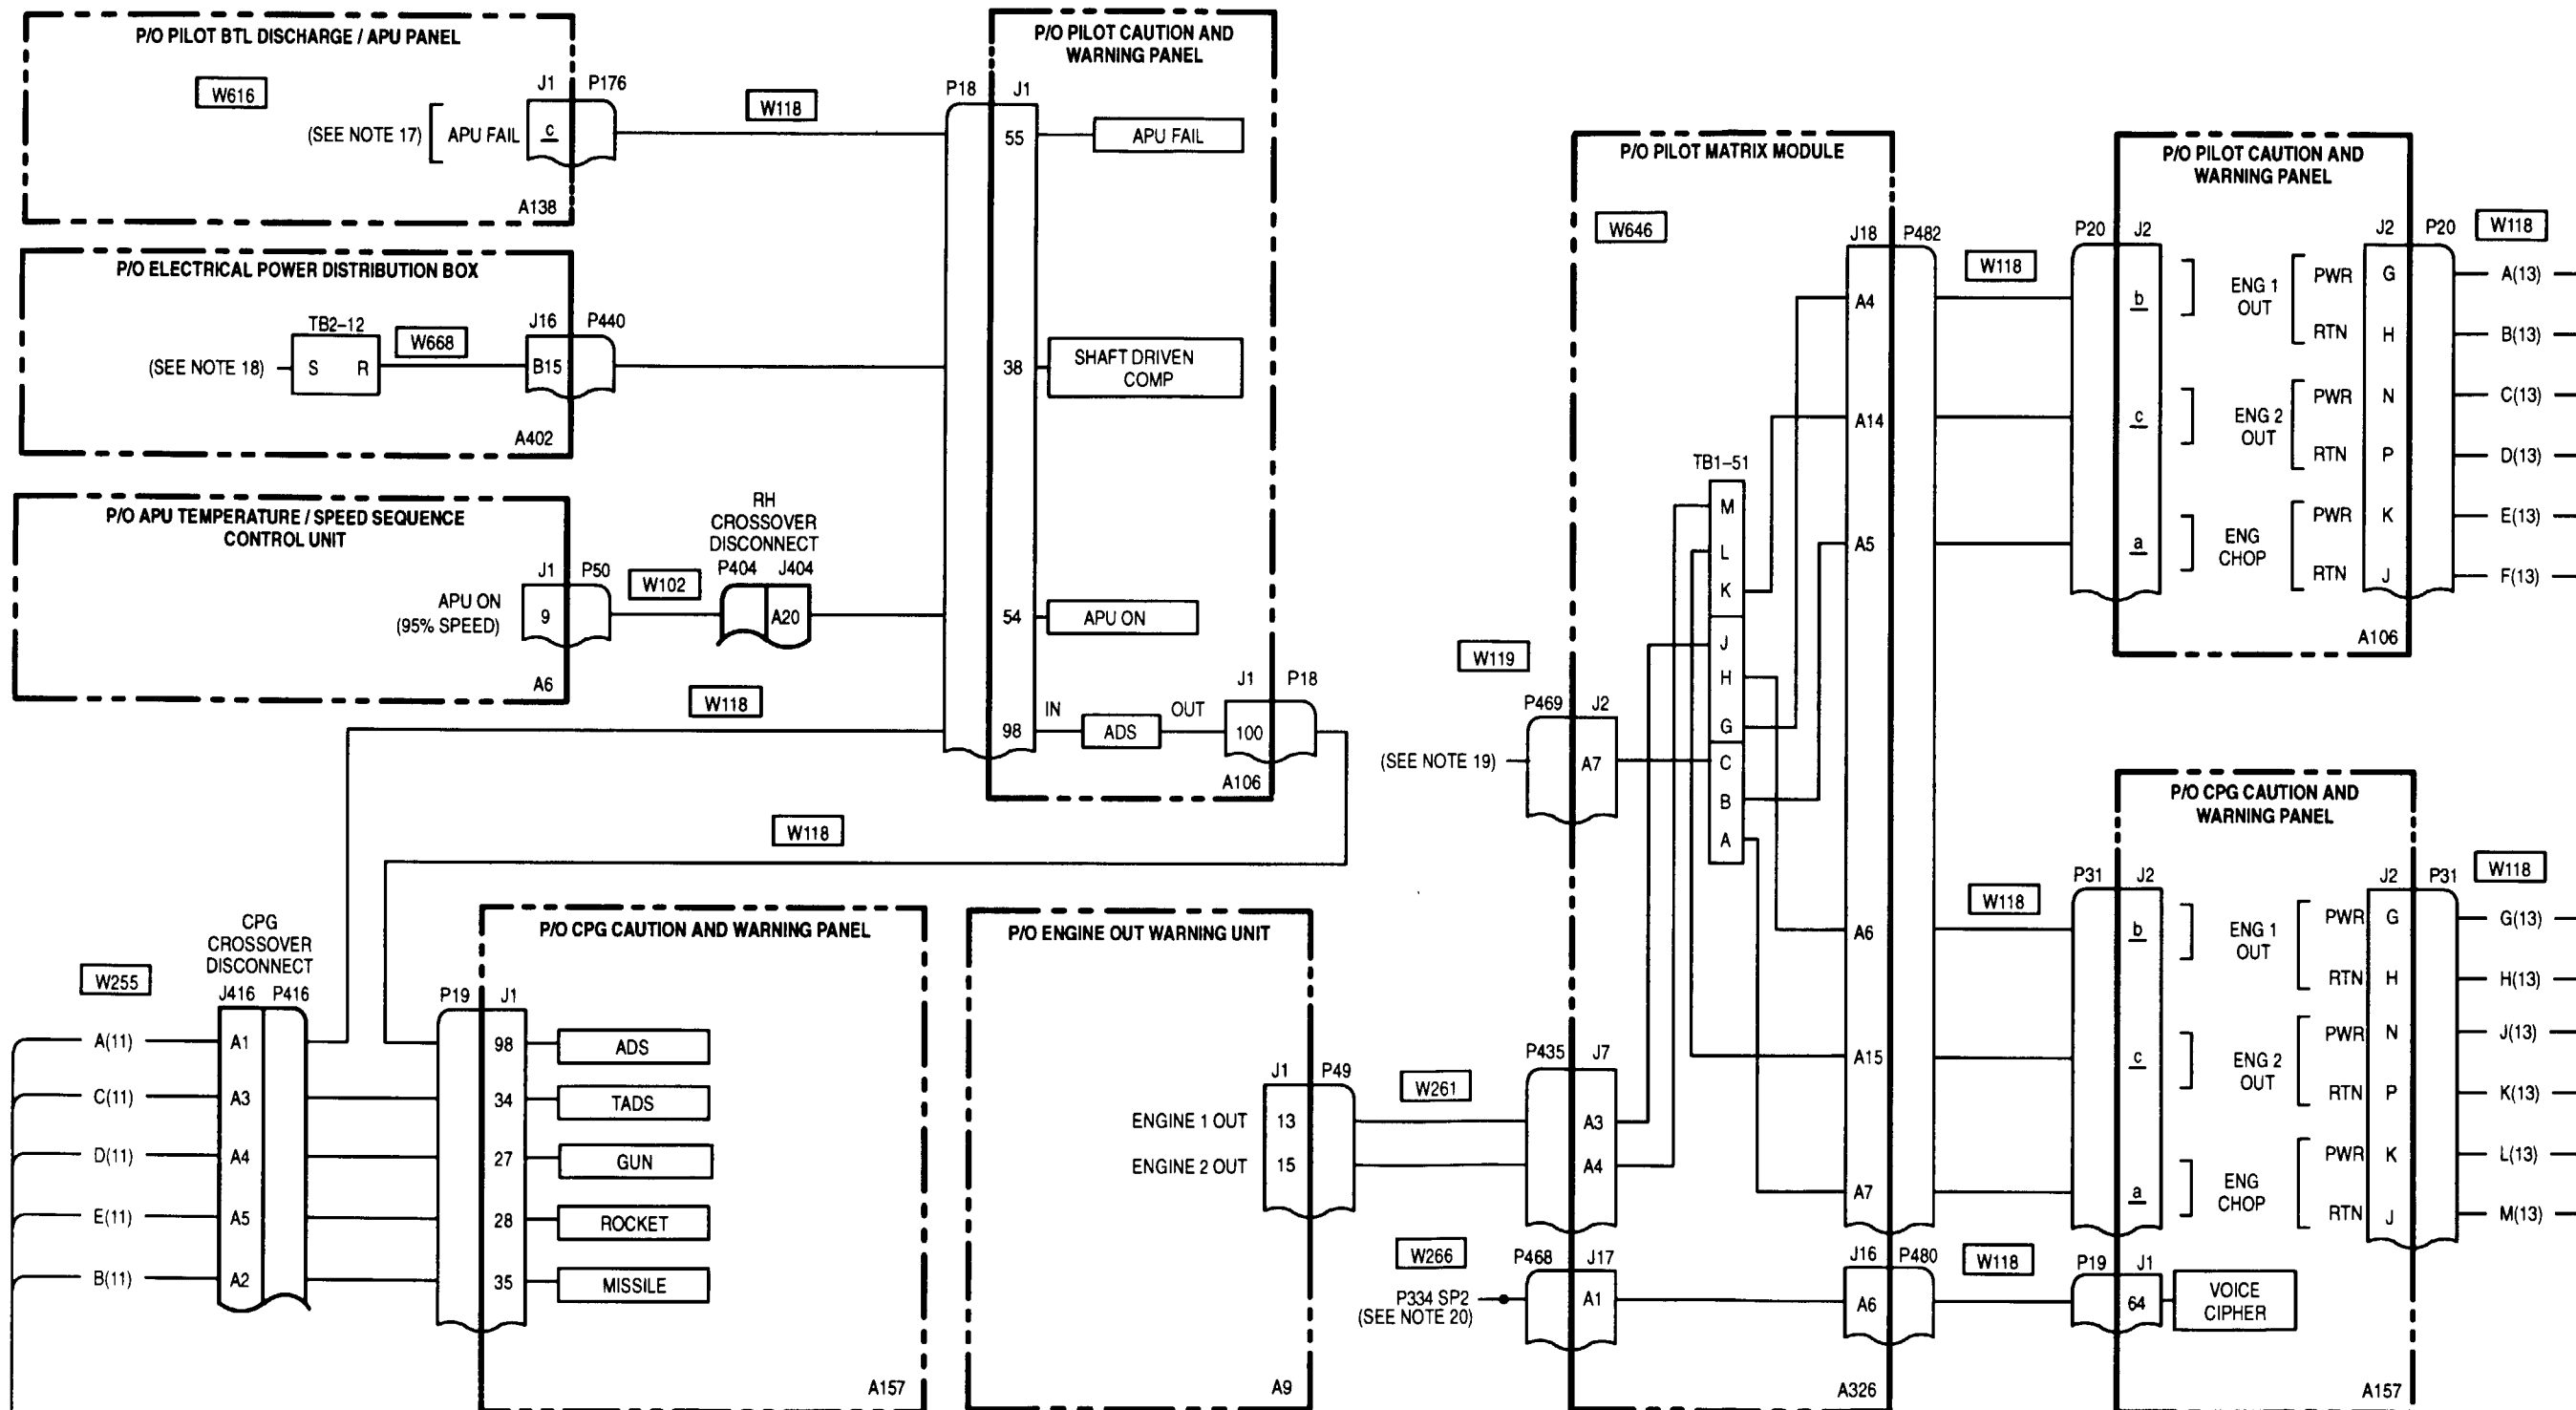 P/O PILOT BTL DISCHARGE / APU PANEL
W616
J1
P176
(SEE NOTE 17)
APU FAIL
c
W118
A138
P/O PILOT CAUTION AND
WARNING PANEL
P18
J1
55
APU FAIL
P/O ELECTRICAL POWER DISTRIBUTION BOX
TB2-12
W668
J16
P440
(SEE NOTE 18)
S
R
B15
A402
38
SHAFT DRIVEN
COMP
P/O APU TEMPERATURE / SPEED SEQUENCE
CONTROL UNIT
J1
P50
APU ON
(95% SPEED)
9
W102
RH
CROSSOVER
DISCONNECT
P404
J404
A20
A6
54
APU ON
W118
98
IN
ADS
OUT
J1
P18
100
A106
W118
W255
CPG
CROSSOVER
DISCONNECT
J416
P416
A(11)
A1
C(11)
A3
D(11)
A4
E(11)
A5
B(11)
A2
P/O CPG CAUTION AND WARNING PANEL
P19
J1
98
ADS
34
TADS
27
GUN
28
ROCKET
35
MISSILE
A157
P/O ENGINE OUT WARNING UNIT
J1
P49
ENGINE 1 OUT
13
ENGINE 2 OUT
15
A9
W261
P/O PILOT MATRIX MODULE
W646
J18
P482
A4
A14
A5
A6
A15
A7
TB1-51
M
L
K
J
H
G
C
B
A
W119
P469
J2
(SEE NOTE 19)
A7
P435
J7
A3
A4
W266
P468
J17
P334 SP2
(SEE NOTE 20)
A1
J16
P480
A6
A326
W118
P/O PILOT CAUTION AND
WARNING PANEL
P20
J2
b
ENG 1
OUT
c
ENG 2
OUT
a
ENG
CHOP
J2
P20
W118
PWR
G
A(13)
RTN
H
B(13)
PWR
N
C(13)
RTN
P
D(13)
PWR
K
E(13)
RTN
J
F(13)
A106
P/O CPG CAUTION AND
WARNING PANEL
W118
P31
J2
b
ENG 1
OUT
c
ENG 2
OUT
a
ENG
CHOP
J2
P31
W118
PWR
G
G(13)
RTN
H
H(13)
PWR
N
J(13)
RTN
P
K(13)
PWR
K
L(13)
RTN
J
M(13)
W118
P19
J1
64
VOICE
CIPHER
A157